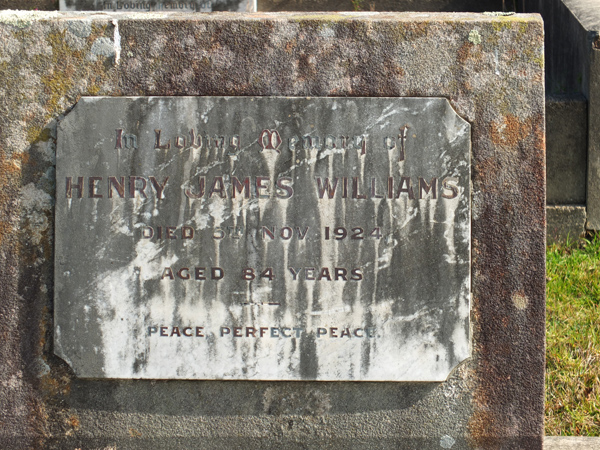 In Loving Memory of
HENRY JAMES WILLIAMS
DIED 5TH NOV. 1924
AGED 84 YEARS
PEACE, PERFECT PEACE.